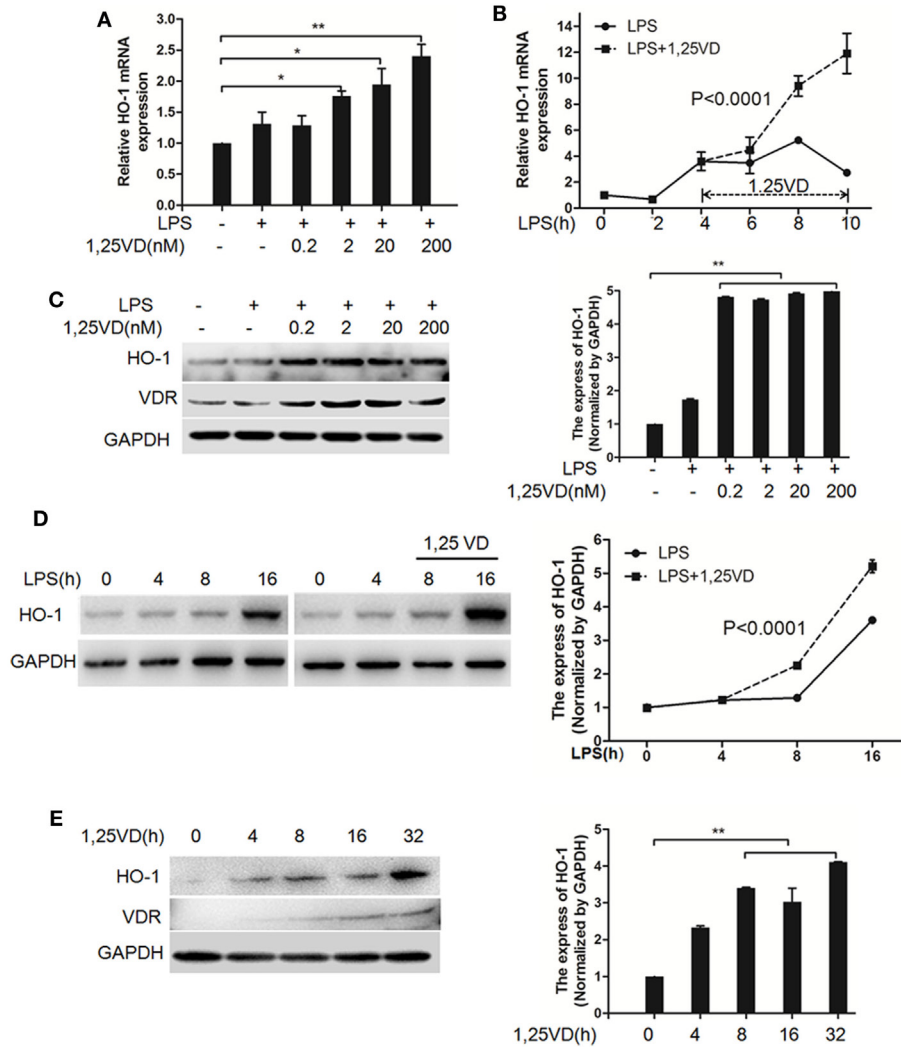 A
Relative HO-1 mRNA
expression
3.0
2.5
2.0
1.5
1.0
0.5
0.0
**
*
*
LPS - + + + + +
1,25VD(nM) - - 0.2 2 20 200
B
LPS
LPS+1,25VD
Relative HO-1 mRNA
expression
14
12
10
8
6
4
2
0
P<0.0001
1.25VD
LPS(h) 0 2 4 6 8 10
C
LPS - + + + + +
1,25VD(nM) - - 0.2 2 20 200
HO-1
VDR
GAPDH
The express of HO-1
(Normalized by GAPDH)
5
4
3
2
1
0
**
LPS - + + + + +
1,25VD(nM) - - 0.2 2 20 200
D
1,25 VD
LPS(h) 0 4 8 16 0 4 8 16
HO-1
GAPDH
LPS
LPS+1,25VD
The express of HO-1
(Normalized by GAPDH)
6
5
4
3
2
1
0
P<0.0001
LPS(h) 0 4 8 16
E
1,25VD(h) 0 4 8 16 32
HO-1
VDR
GAPDH
The express of HO-1
(Normalized by GAPDH)
5
4
3
2
1
0
**
1,25VD(h) 0 4 8 16 32